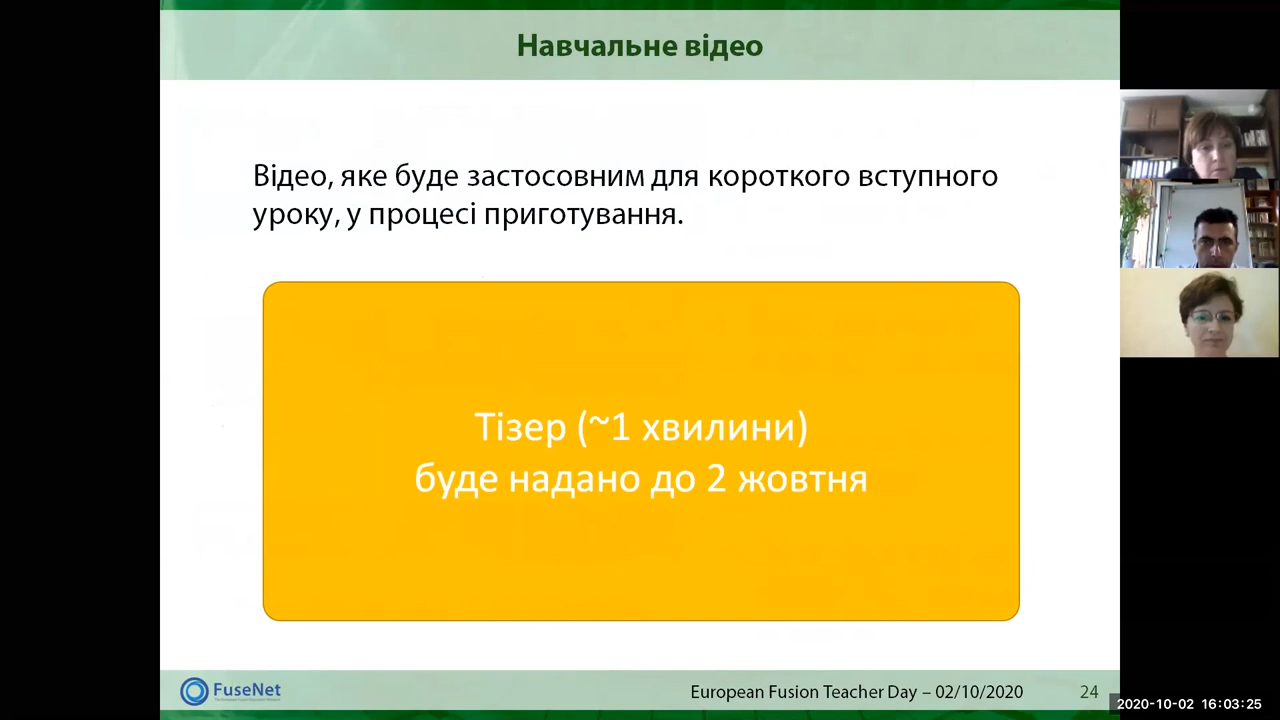 Навчальне відео
Відео, яке буде застосовним для короткого вступного
уроку, у процесі приготування.
Тізер (~1 хвилини)
буде надано до 2 жовтня
FuseNet
European Fusion Teacher Day – 02/10/2020
24
2020-10-02 16:03:25